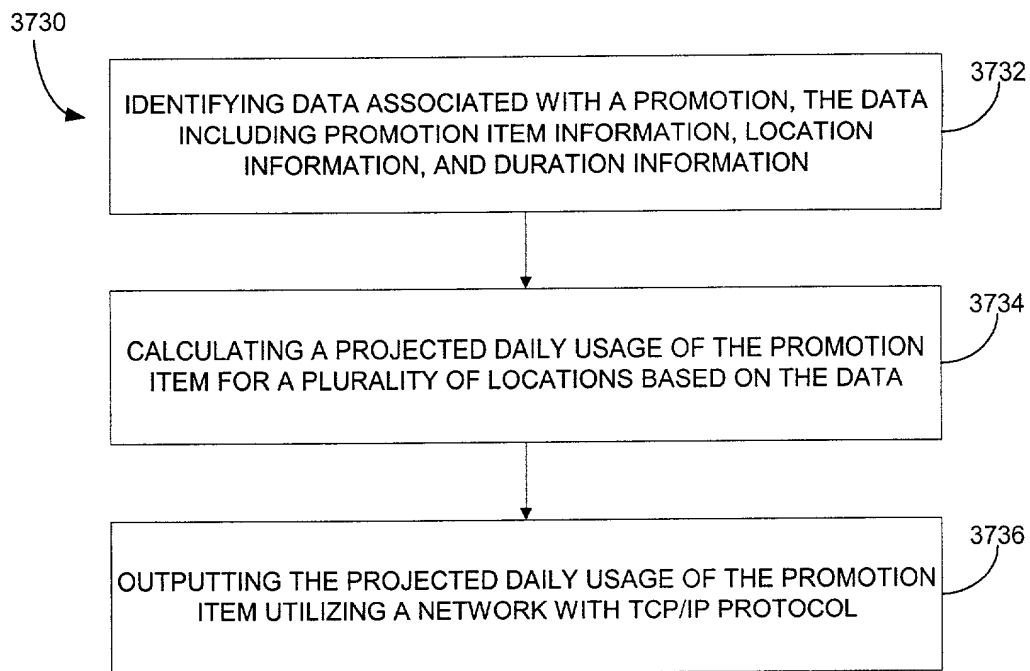 3730
3732
IDENTIFYING DATA ASSOCIATED WITH A PROMOTION, THE DATA
INCLUDING PROMOTION ITEM INFORMATION, LOCATION
INFORMATION, AND DURATION INFORMATION
3734
CALCULATING A PROJECTED DAILY USAGE OF THE PROMOTION
ITEM FOR A PLURALITY OF LOCATIONS BASED ON THE DATA
3736
OUTPUTTING THE PROJECTED DAILY USAGE OF THE PROMOTION
ITEM UTILIZING A NETWORK WITH TCP/IP PROTOCOL